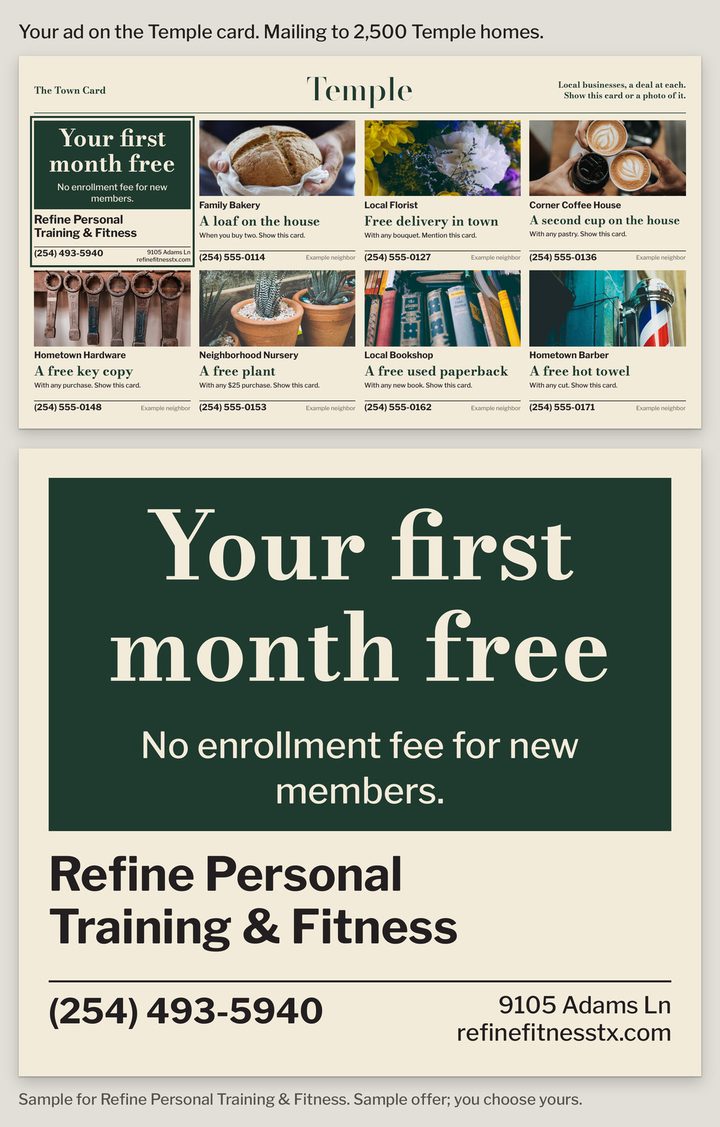 Your ad on the Temple card. Mailing to 2,500 Temple homes.
The Town Card
Temple
Local businesses, a deal at each.
Show this card or a photo of it.
Your first
month free
No enrollment fee for new
members.
Refine Personal
Training & Fitness
(254) 493-5940
9105 Adams Ln
refinefitnesstx.com
Family Bakery
A loaf on the house
When you buy two. Show this card.
(254) 555-0114
Example neighbor
Local Florist
Free delivery in town
With any bouquet. Mention this card.
(254) 555-0127
Example neighbor
Corner Coffee House
A second cup on the house
With any pastry. Show this card.
(254) 555-0136
Example neighbor
Hometown Hardware
A free key copy
With any purchase. Show this card.
(254) 555-0148
Example neighbor
Neighborhood Nursery
A free plant
With any $25 purchase. Show this card.
(254) 555-0153
Example neighbor
Local Bookshop
A free used paperback
With any new book. Show this card.
(254) 555-0162
Example neighbor
Hometown Barber
A free hot towel
With any cut. Show this card.
(254) 555-0171
Example neighbor
Your first
month free
No enrollment fee for new
members.
Refine Personal
Training & Fitness
(254) 493-5940
9105 Adams Ln
refinefitnesstx.com
Sample for Refine Personal Training & Fitness. Sample offer; you choose yours.